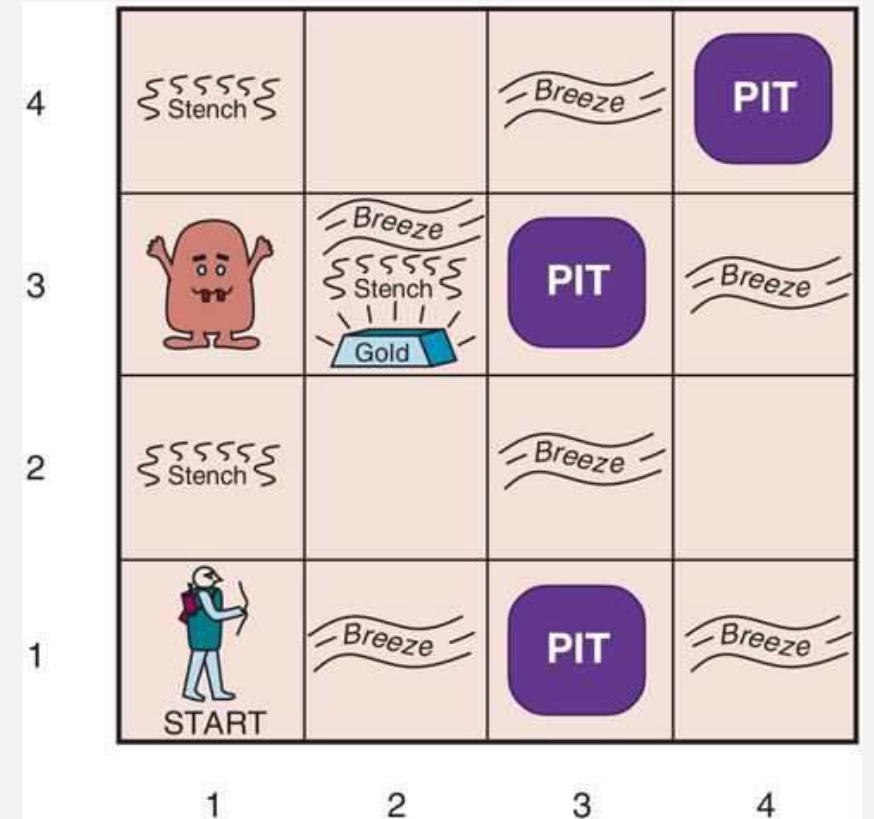 4
Stench
Breeze
PIT
3
Breeze
Stench
Gold
PIT
Breeze
2
Stench
Breeze
1
START
Breeze
PIT
Breeze
1 2 3 4